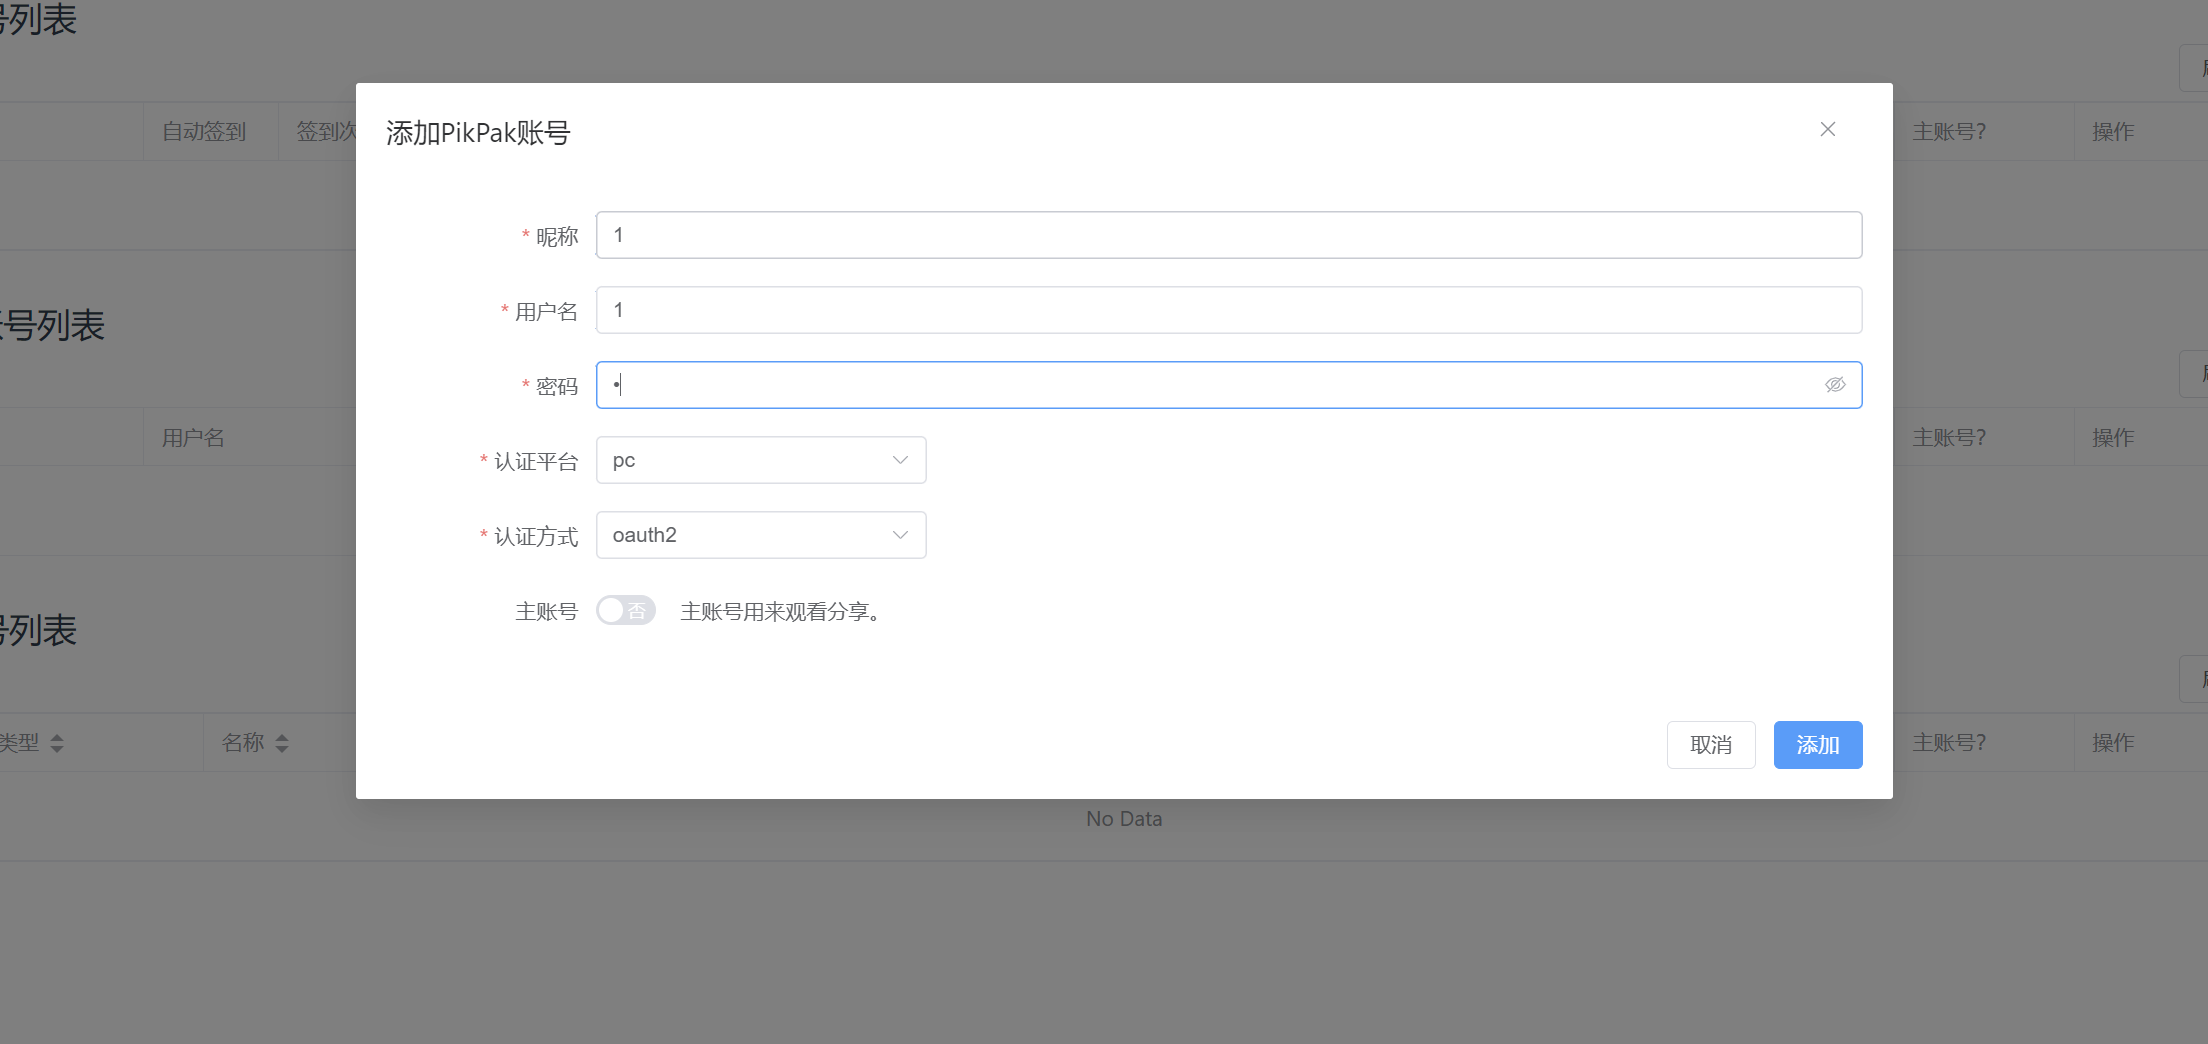 号列表
自动签到
签到次
主账号?
操作
添加PikPak账号
* 昵称
1
* 用户名
1
* 密码
•
* 认证平台
pc
* 认证方式
oauth2
主账号
否
主账号用来观看分享。
取消
添加
账号列表
用户名
主账号?
操作
号列表
类型
名称
主账号?
操作
No Data